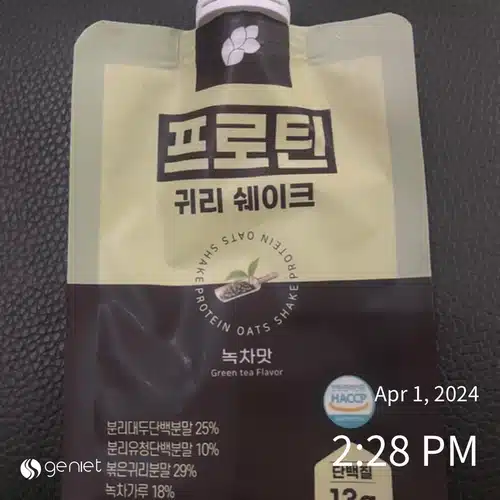 프로틴
귀리 쉐이크
PROTEIN OATS SHAKE PROTEIN OATS SHAKE
녹차맛
Green tea Flavor
HACCP
Apr 1, 2024
2:28 PM
분리대두단백분말 25%
분리유청단백분말 10%
볶은귀리분말 29%
녹차가루 18%
단백질
geniet